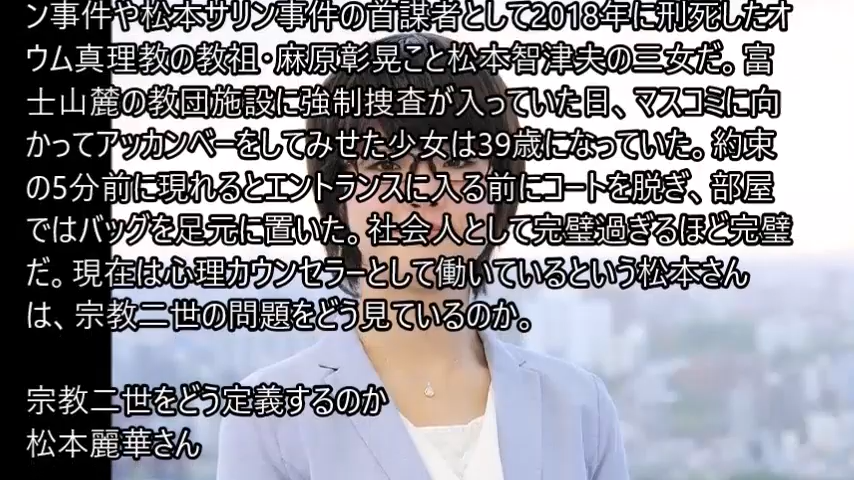 ン事件や松本サリン事件の首謀者として2018年に刑死したオ
ウム真理教の教祖・麻原彰晃こと松本智津夫の三女だ。富
士山麓の教団施設に強制捜査が入っていた日、マスコミに向
かってアッカンベーをしてみせた少女は39歳になっていた。約束
の5分前に現れるとエントランスに入る前にコートを脱ぎ、部屋
ではバッグを足元に置いた。社会人として完璧過ぎるほど完璧
だ。現在は心理カウンセラーとして働いているという松本さん
は、宗教二世の問題をどう見ているのか。
宗教二世をどう定義するのか
松本麗華さん